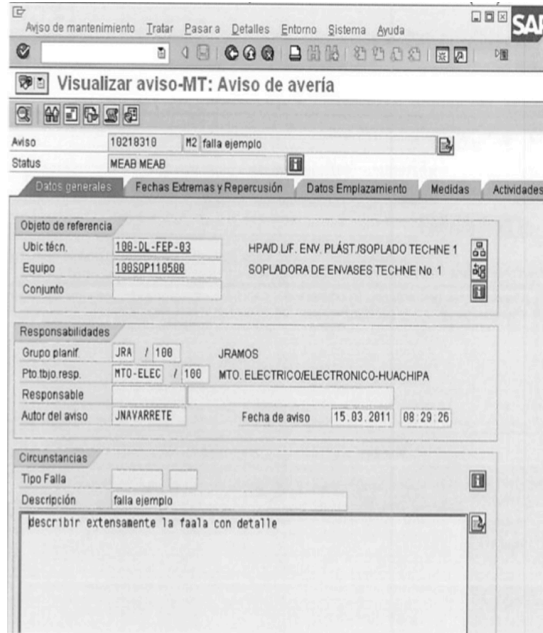 Aviso de mantenimiento Tratar Pasar a Detalles Entorno Sistema Ayuda
SAP
Visualizar aviso-MT: Aviso de avería
Aviso 10218310 M2 falla ejemplo
Status MEAB MEAB
Datos generales Fechas Extremas y Repercusión Datos Emplazamiento Medidas Actividades
Objeto de referencia
Ubic.técn. 100-DL-FEP-03 HPA/D L/F. ENV. PLÁST./SOPLADO TECHNE 1
Equipo 100SOP110500 SOPLADORA DE ENVASES TECHNE No. 1
Conjunto
Responsabilidades
Grupo planif. JRA / 100 JRAMOS
Pto.tbjo.resp. MTO-ELEC / 100 MTO. ELECTRICO/ELECTRONICO-HUACHIPA
Responsable
Autor del aviso JNAVARRETE Fecha de aviso 15.03.2011 08:29:26
Circunstancias
Tipo Falla
Descripción falla ejemplo
describir extensamente la faala con detalle